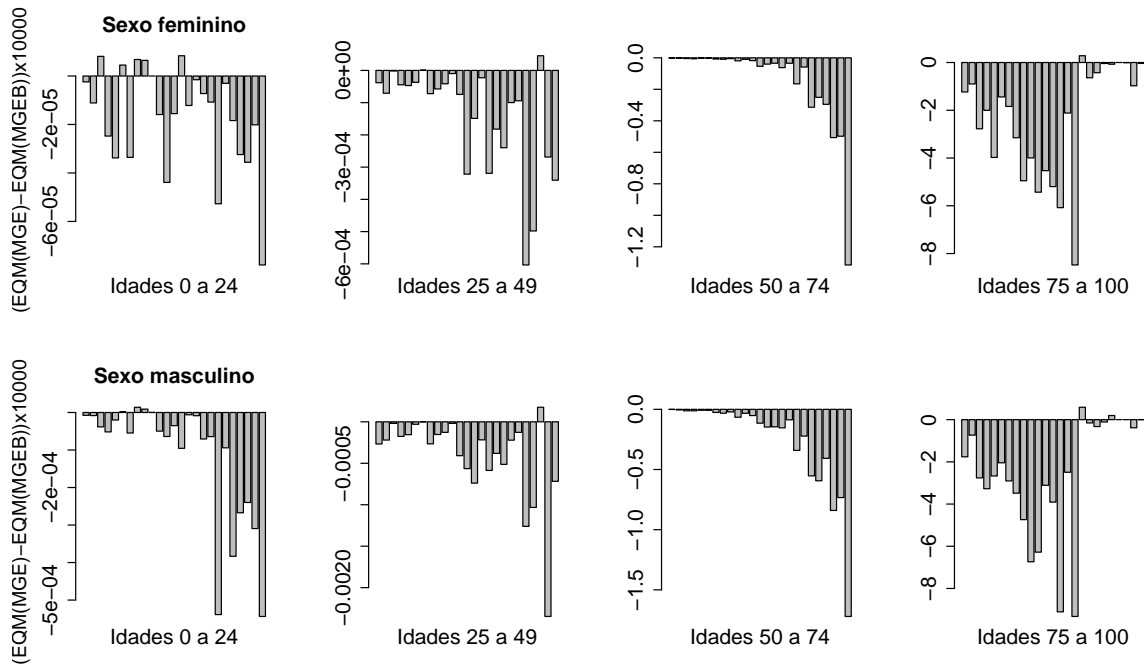 Sexo feminino
(EQM(MGE)−EQM(MGEB))x10000
−6e−05 −2e−05
Idades 0 a 24
−6e−04 −3e−04 0e+00
Idades 25 a 49
−1.2 −0.8 −0.4 0.0
Idades 50 a 74
−8 −6 −4 −2 0
Idades 75 a 100
Sexo masculino
(EQM(MGE)−EQM(MGEB))x10000
−5e−04 −2e−04
Idades 0 a 24
−0.0020 −0.0005
Idades 25 a 49
−1.5 −1.0 −0.5 0.0
Idades 50 a 74
−8 −6 −4 −2 0
Idades 75 a 100